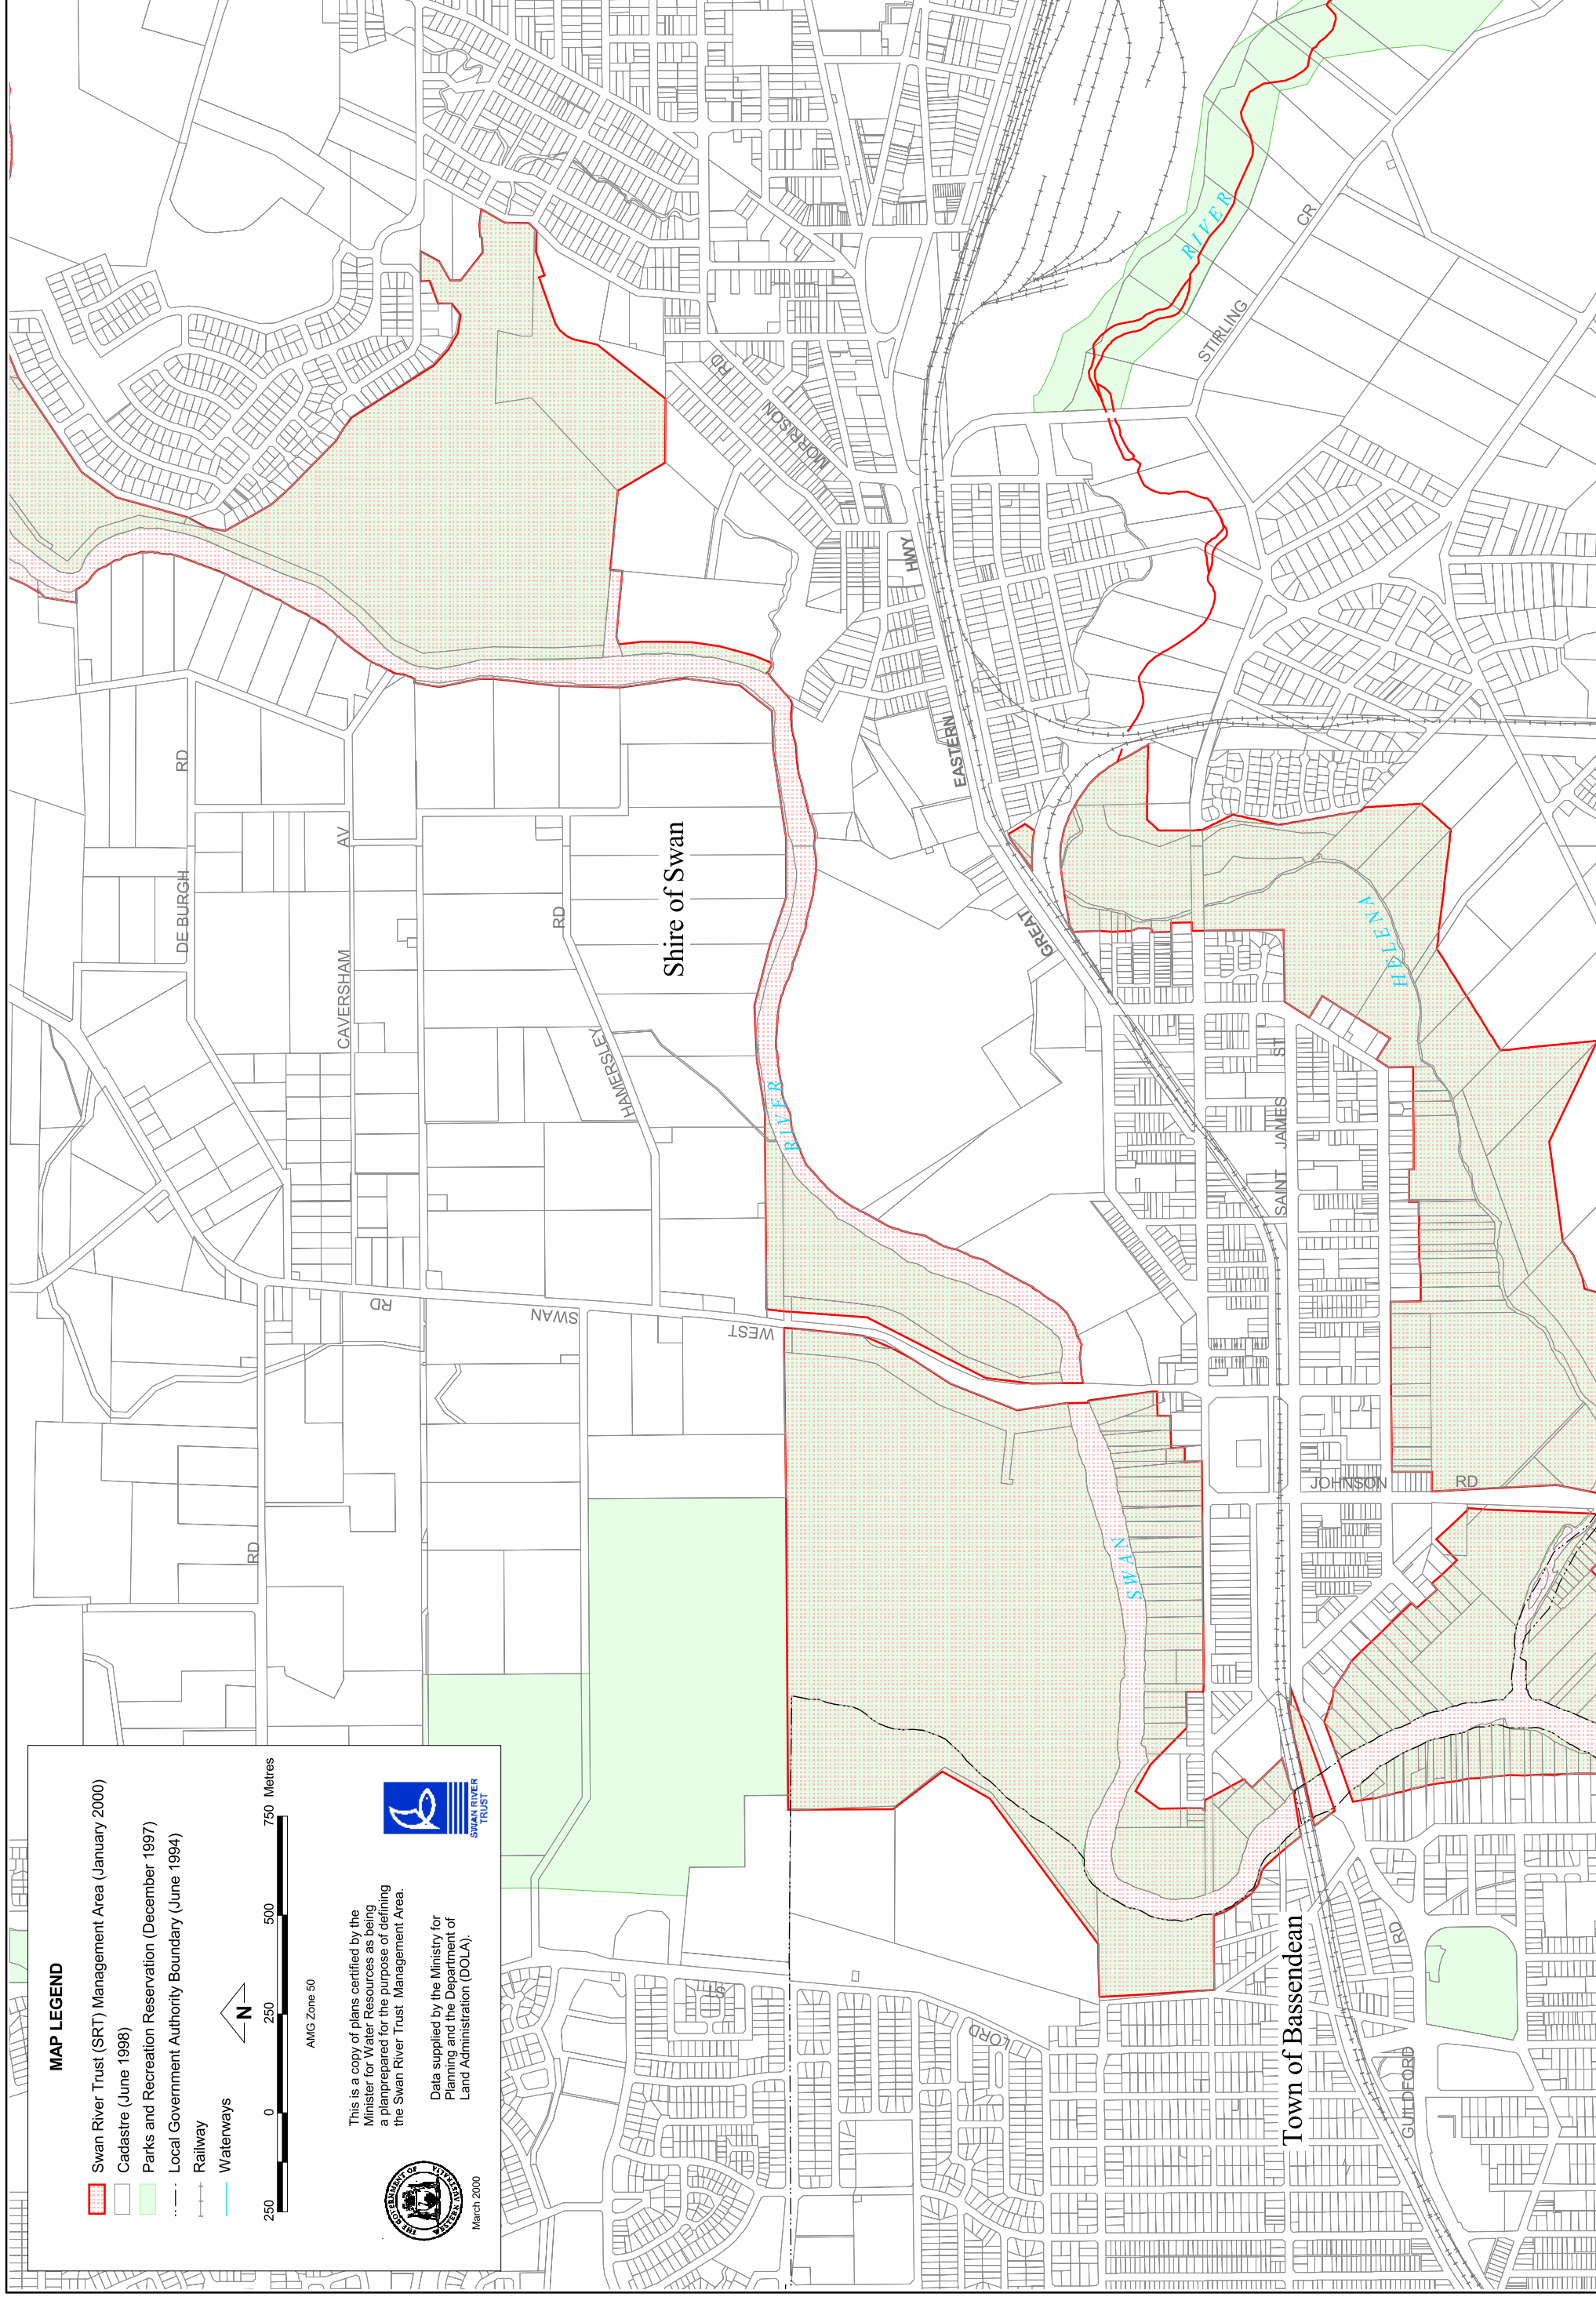 MAP LEGEND
Swan River Trust (SRT) Management Area (January 2000)
Cadastre (June 1998)
Parks and Recreation Reservation (December 1997)
Local Government Authority Boundary (June 1994)
Railway
Waterways
N
250 0 250 500 750 Metres
AMG Zone 50
This is a copy of plans certified by the
Minister for Water Resources as being
a planprepared for the purpose of defining
the Swan River Trust Management Area.
Data supplied by the Ministry for
Planning and the Department of
Land Administration (DOLA).
THE GOVERNMENT OF
WESTERN AUSTRALIA
March 2000
SWAN RIVER
TRUST
DE BURGH RD
CAVERSHAM AV
HAMERSLEY RD
Shire of Swan
RD
WEST SWAN RD
LORD ST
SWAN RIVER
GREAT EASTERN HWY
MORRISON RD
STIRLING CR
HELENA RIVER
SAINT JAMES ST
JOHNSON RD
Town of Bassendean
GUILDFORD RD